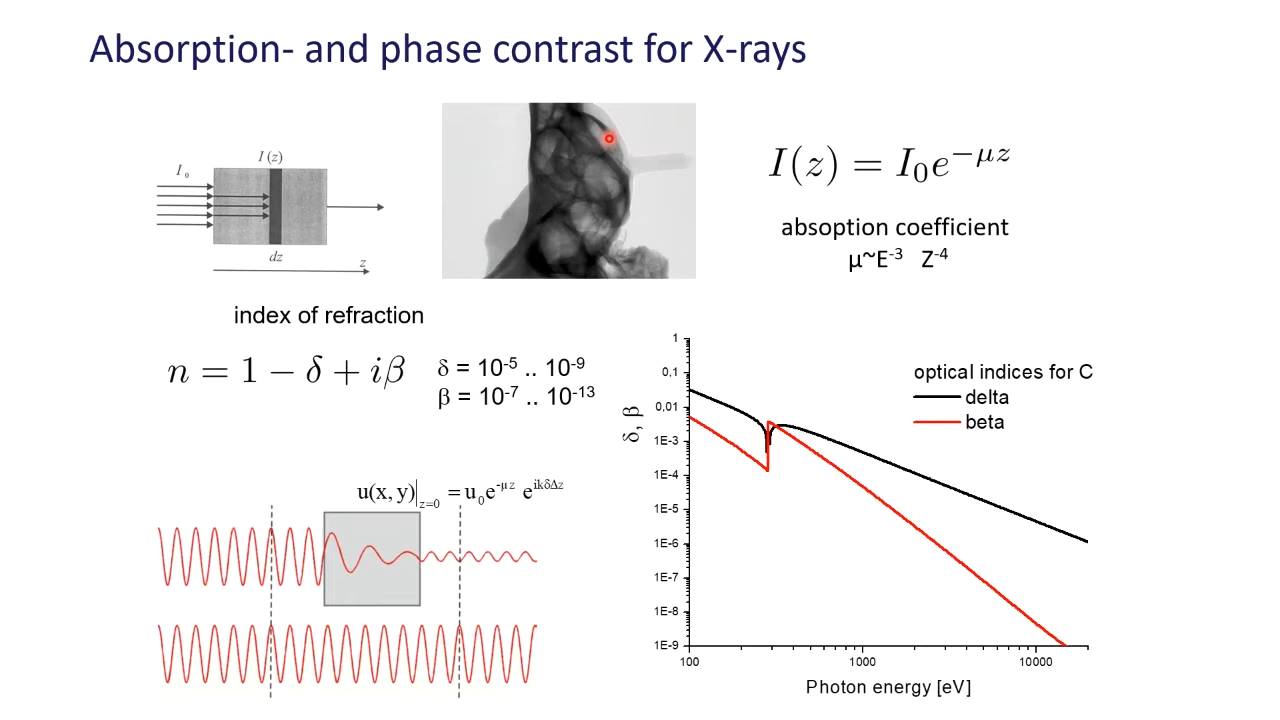 Absorption- and phase contrast for X-rays
I (z)
I₀
dz
z
I(z) = I₀e^{−μz}
absoption coefficient
μ~E⁻³ Z⁻⁴
index of refraction
n = 1 − δ + iβ
δ = 10⁻⁵ .. 10⁻⁹
β = 10⁻⁷ .. 10⁻¹³
u(x,y)|_{z=0} = u₀e^{-μz} e^{ikδΔz}
optical indices for C
delta
beta
δ, β
1
0,1
0,01
1E-3
1E-4
1E-5
1E-6
1E-7
1E-8
1E-9
100 1000 10000
Photon energy [eV]